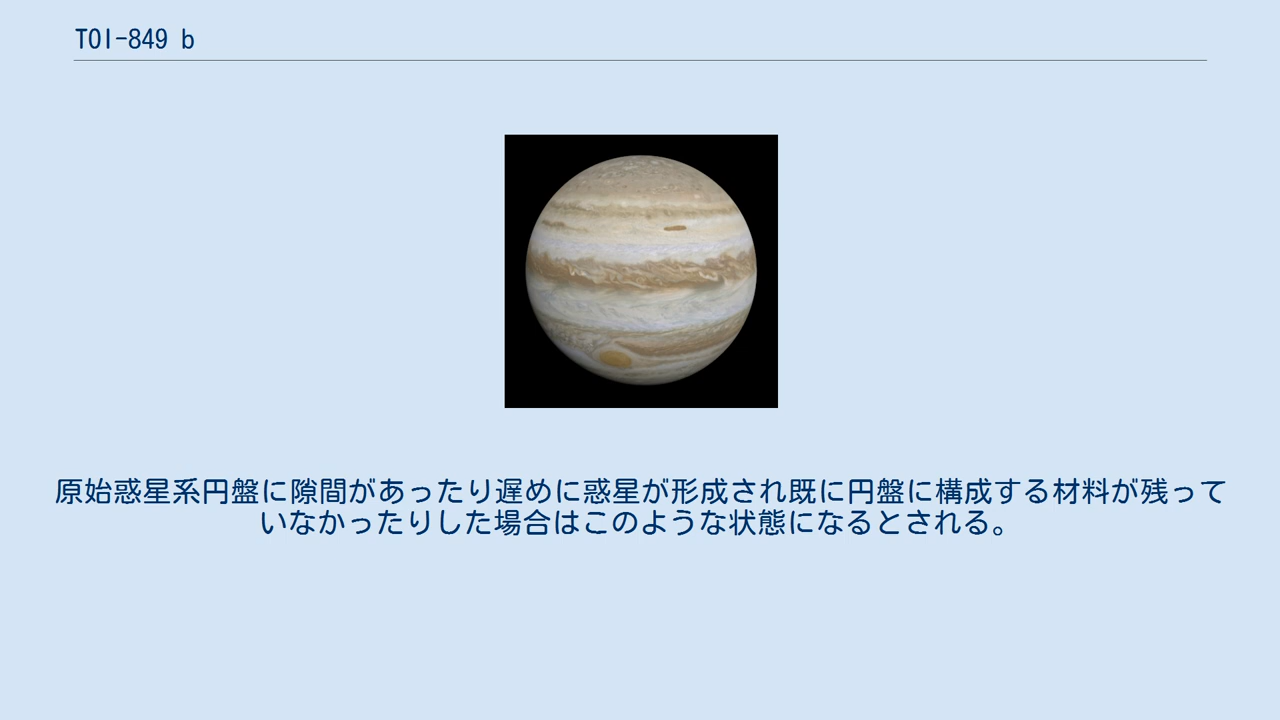 TOI-849 b
原始惑星系円盤に隙間があったり遅めに惑星が形成され既に円盤に構成する材料が残って
いなかったりした場合はこのような状態になるとされる。